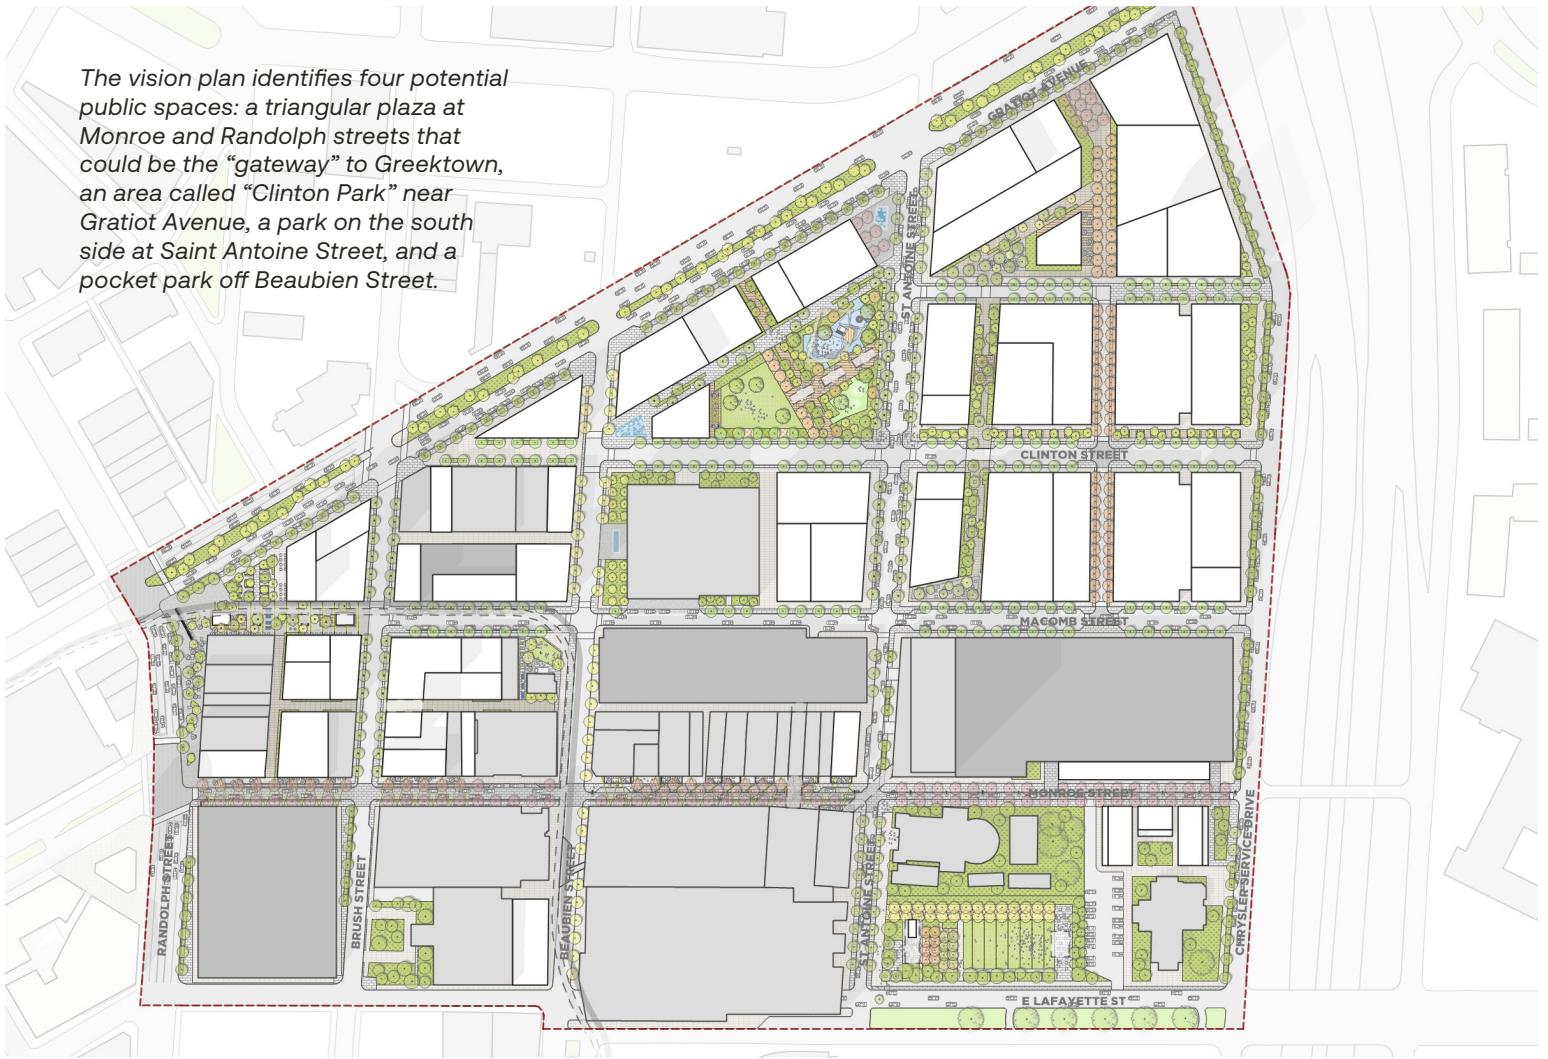 The vision plan identifies four potential
public spaces: a triangular plaza at
Monroe and Randolph streets that
could be the “gateway” to Greektown,
an area called “Clinton Park” near
Gratiot Avenue, a park on the south
side at Saint Antoine Street, and a
pocket park off Beaubien Street.
GRATIOT AVENUE
ST ANOTINE STREET
CLINTON STREET
MACOMB STREET
MONROE STREET
RANDOLPH STREET
BRUSH STREET
BEAUBIEN STREET
ST ANTOINE STREET
CHRYSLER SERVICE DRIVE
E LAFAYETTE ST